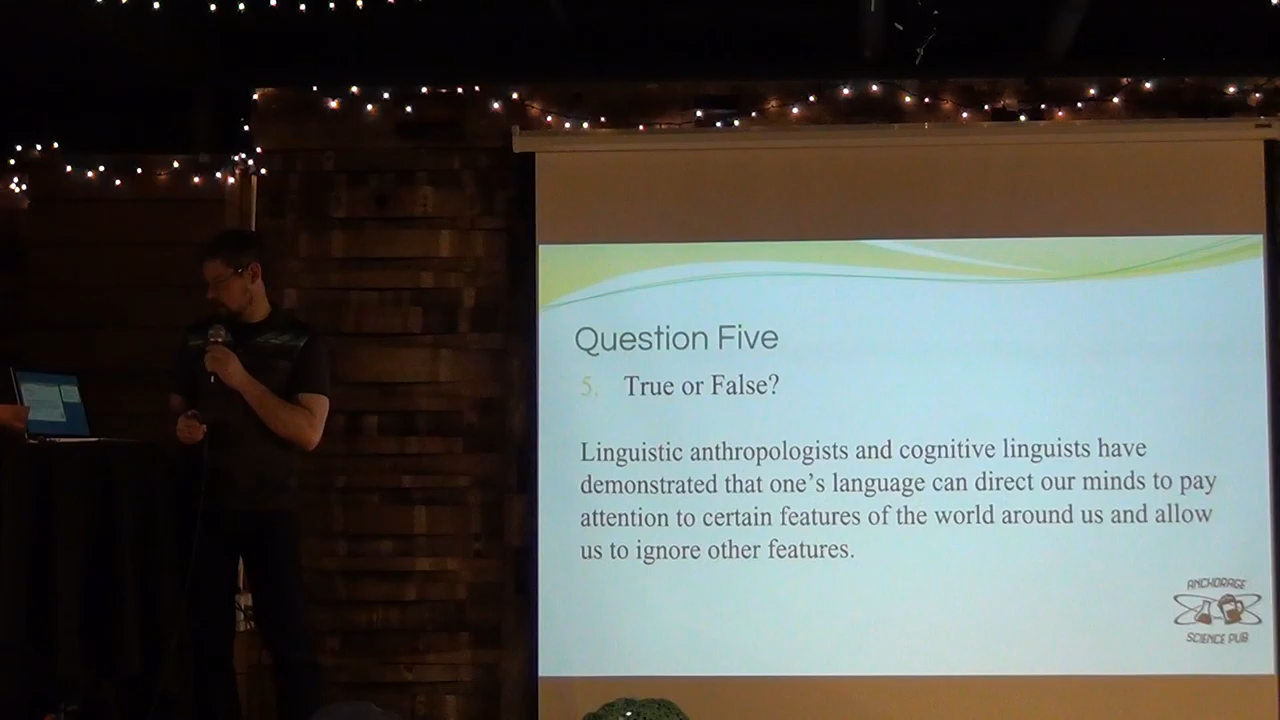 Question Five
5. True or False?
Linguistic anthropologists and cognitive linguists have
demonstrated that one’s language can direct our minds to pay
attention to certain features of the world around us and allow
us to ignore other features.
ANCHORAGE
SCIENCE PUB